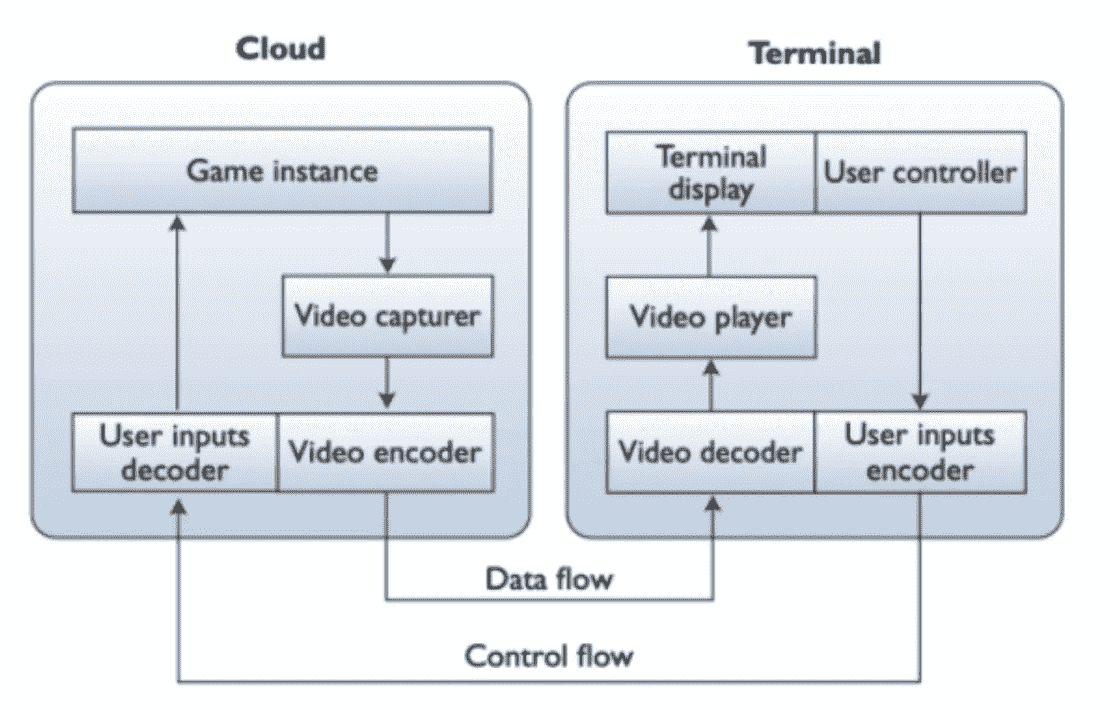 Cloud
Terminal
Game instance
Terminal
display
User controller
Video capturer
Video player
User inputs
decoder
Video encoder
Video decoder
User inputs
encoder
Data flow
Control flow